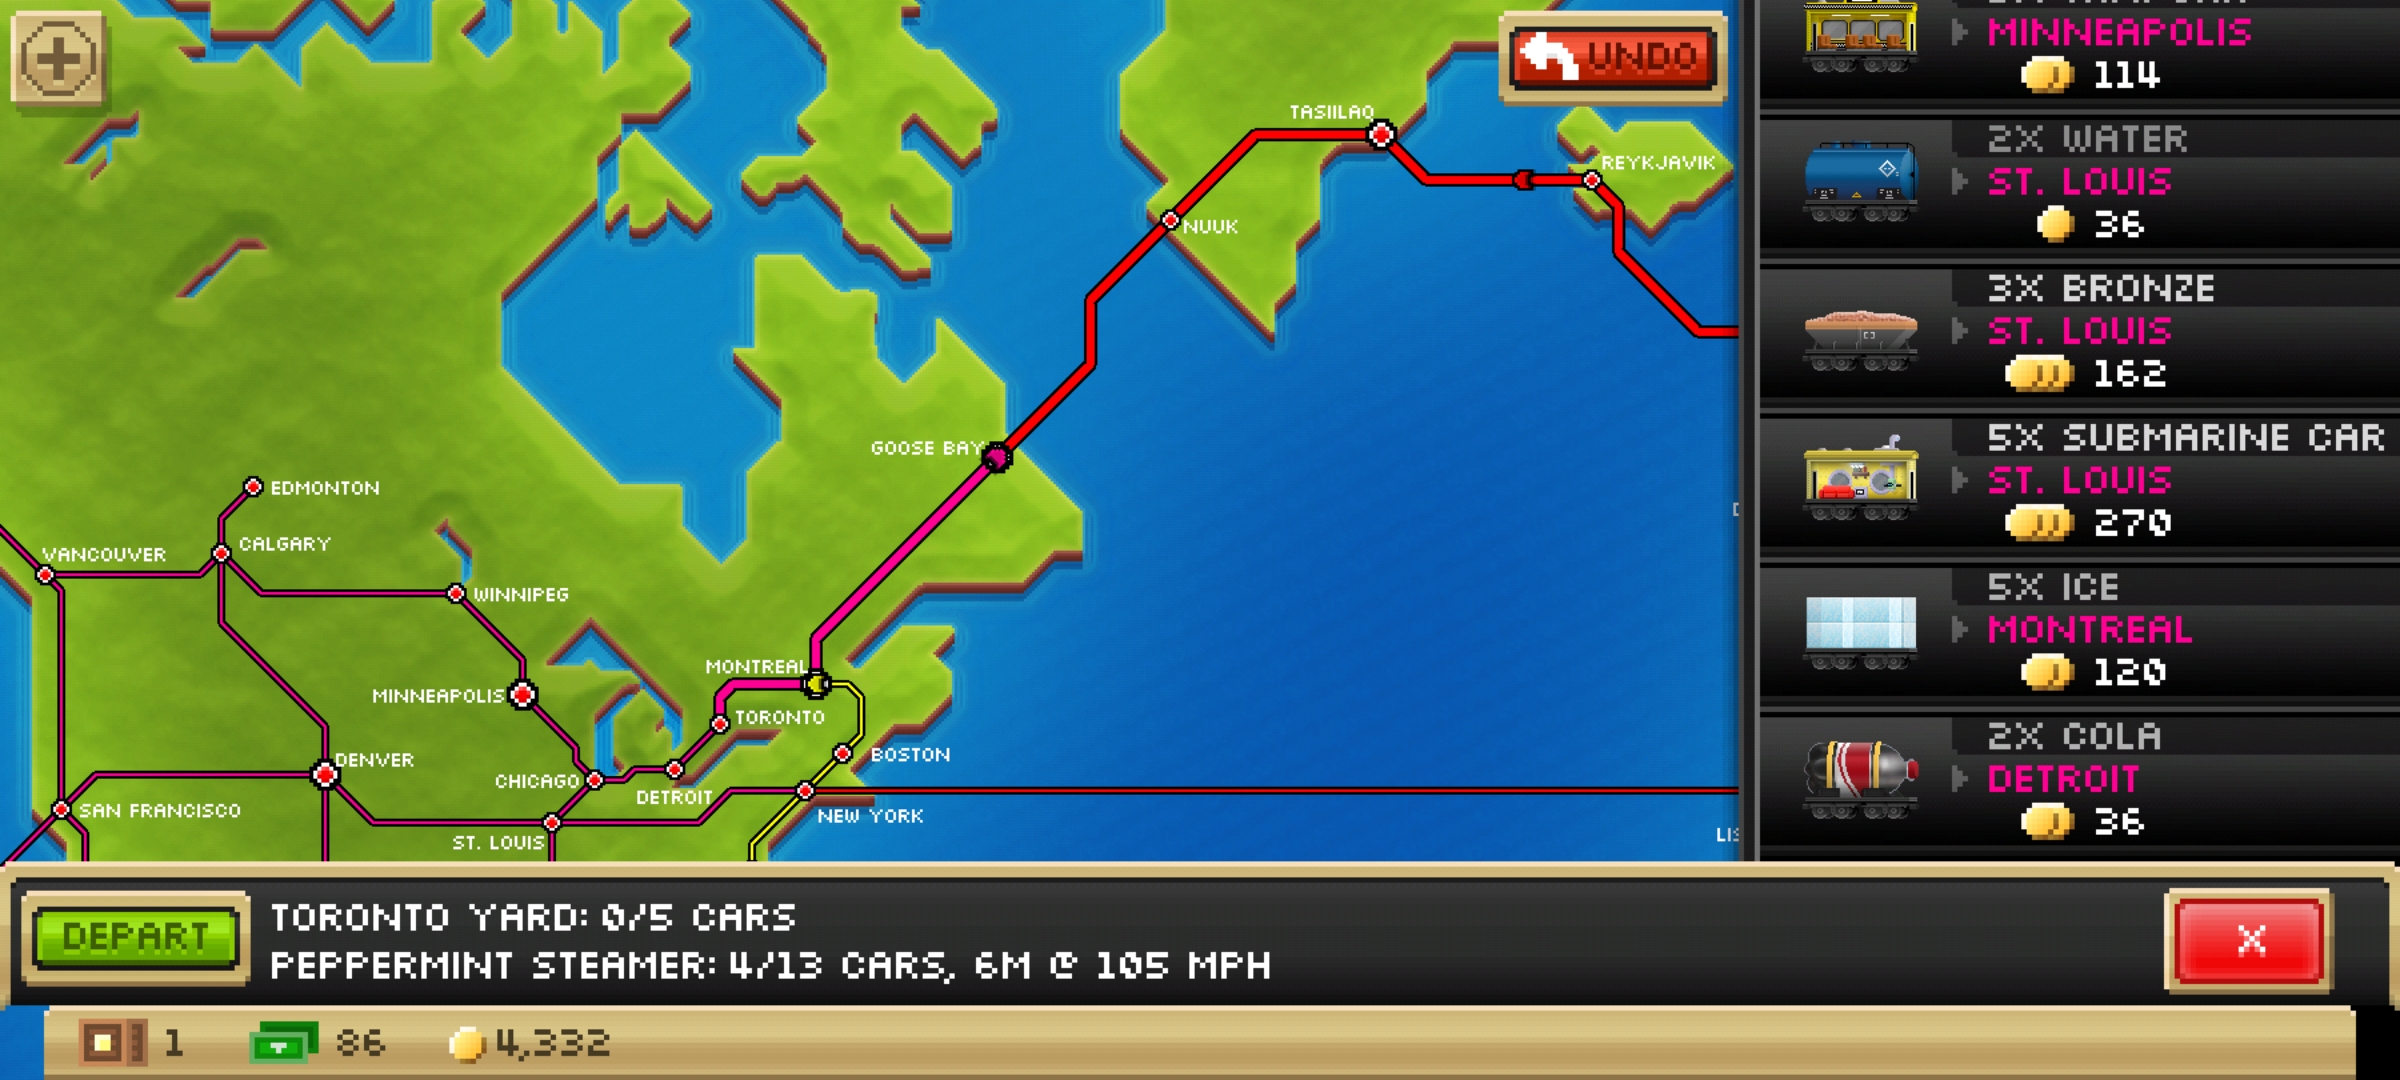 UNDO
TASIILAQ
REYKJAVIK
NUUK
GOOSE BAY
EDMONTON
CALGARY
VANCOUVER
WINNIPEG
MONTREAL
MINNEAPOLIS
TORONTO
BOSTON
DENVER
CHICAGO
DETROIT
SAN FRANCISCO
NEW YORK
ST. LOUIS
MINNEAPOLIS
114
2X WATER
ST. LOUIS
36
3X BRONZE
ST. LOUIS
162
5X SUBMARINE CAR
ST. LOUIS
270
5X ICE
MONTREAL
120
2X COLA
DETROIT
36
DEPART
TORONTO YARD: 0/5 CARS
PEPPERMINT STEAMER: 4/13 CARS, 6M @ 105 MPH
X
1
86
4,332